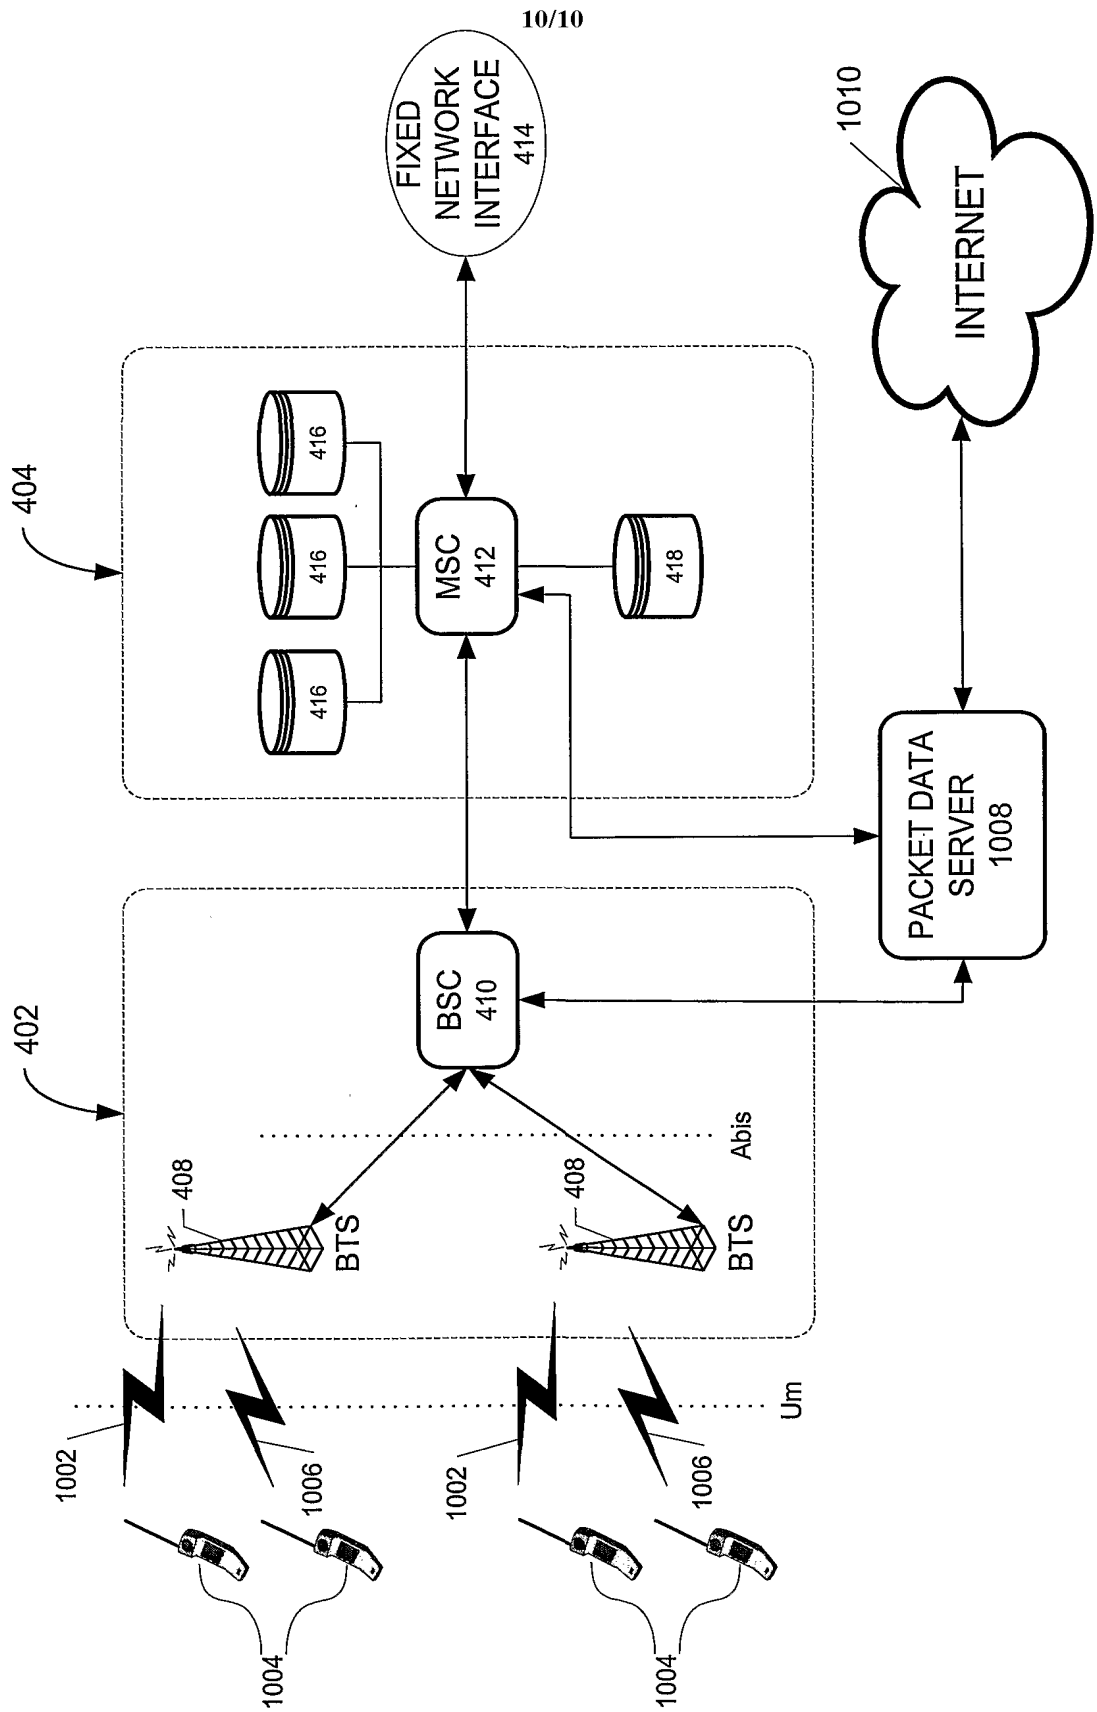 10/10
404
402
FIXED
NETWORK
INTERFACE
414
416
416
416
MSC
412
418
BSC
410
408
BTS
408
BTS
Abis
Um
1002
1006
1002
1006
1004
1004
PACKET DATA
SERVER
1008
INTERNET
1010